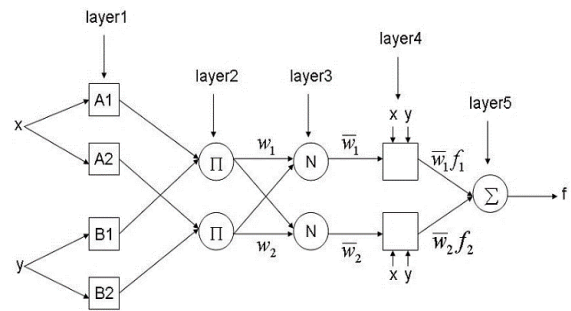 layer1
layer2
layer3
layer4
layer5
x
y
A1
A2
B1
B2
Π
Π
w₁
w₂
N
N
w̅₁
w̅₂
x y
x y
w̅₁f₁
w̅₂f₂
Σ
f